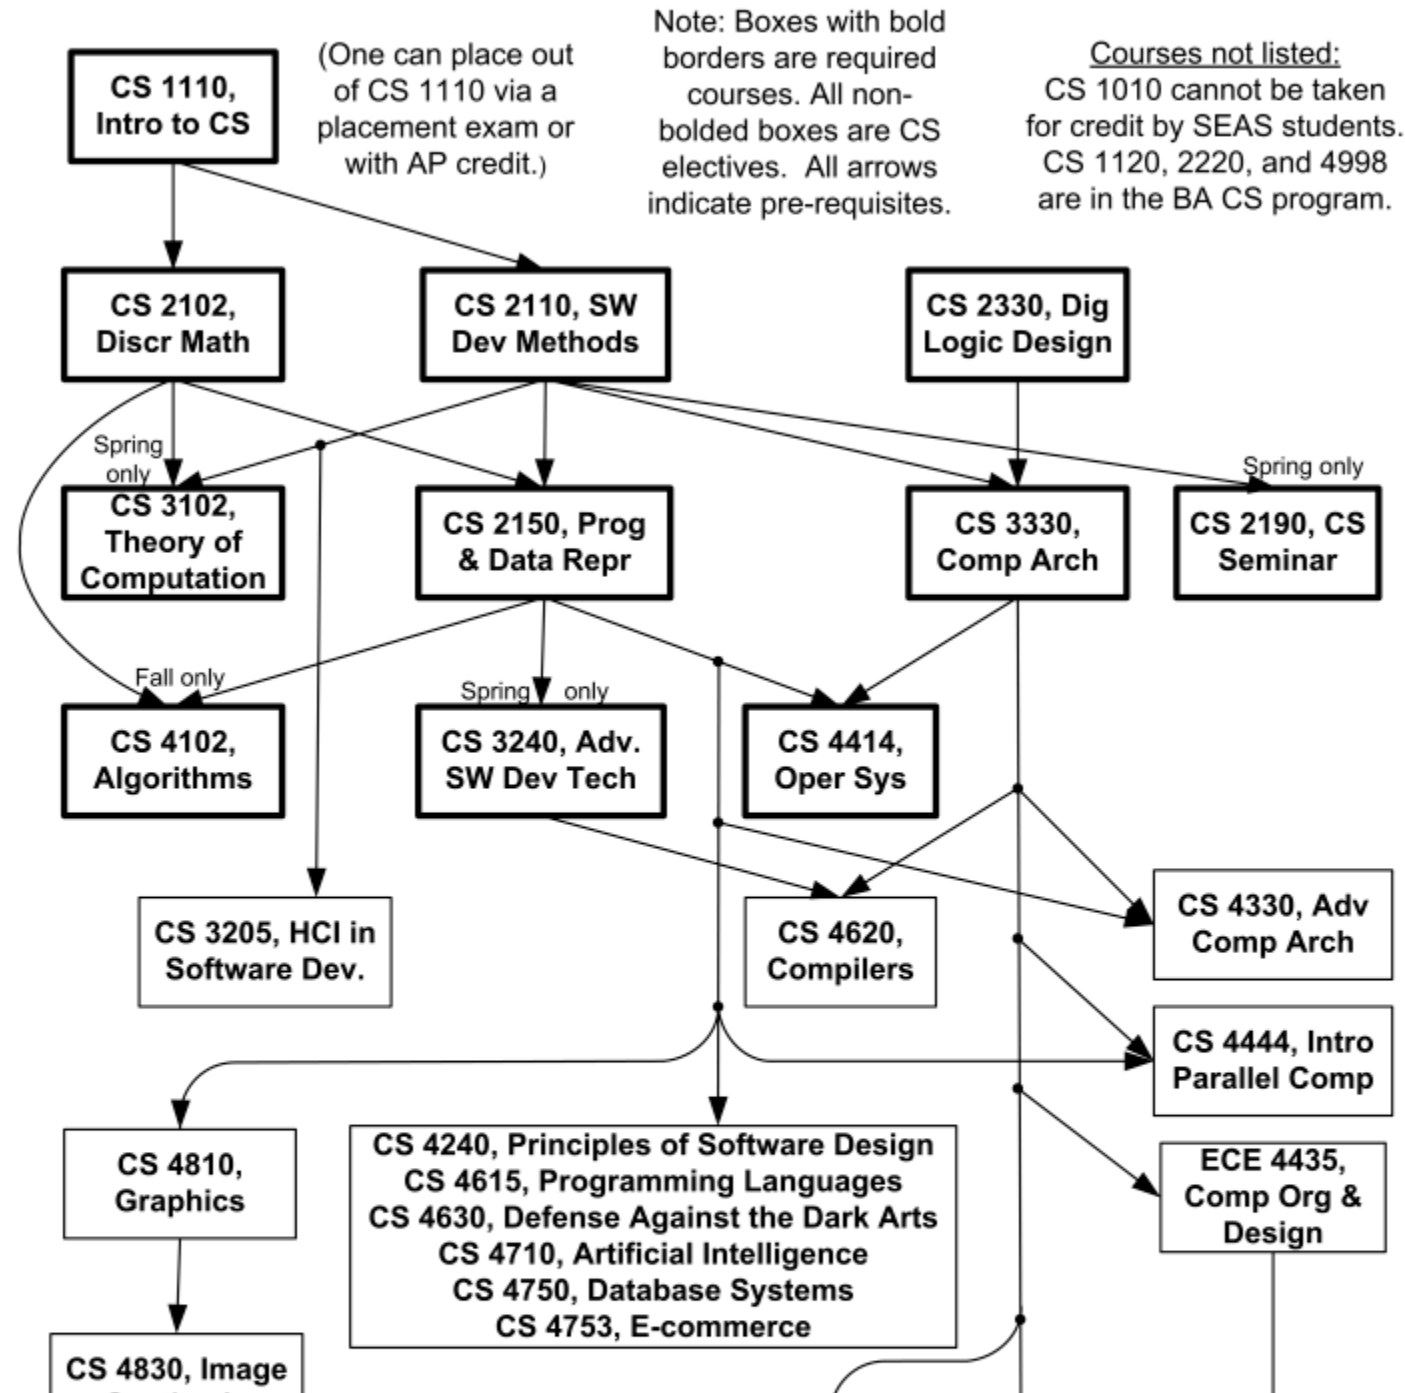 CS 1110,
Intro to CS
(One can place out
of CS 1110 via a
placement exam or
with AP credit.)
Note: Boxes with bold
borders are required
courses. All non-
bolded boxes are CS
electives. All arrows
indicate pre-requisites.
Courses not listed:
CS 1010 cannot be taken
for credit by SEAS students.
CS 1120, 2220, and 4998
are in the BA CS program.
CS 2102,
Discr Math
CS 2110, SW
Dev Methods
CS 2330, Dig
Logic Design
Spring
only
CS 3102,
Theory of
Computation
CS 2150, Prog
& Data Repr
CS 3330,
Comp Arch
Spring only
CS 2190, CS
Seminar
Fall only
CS 4102,
Algorithms
Spring only
CS 3240, Adv.
SW Dev Tech
CS 4414,
Oper Sys
CS 3205, HCI in
Software Dev.
CS 4620,
Compilers
CS 4330, Adv
Comp Arch
CS 4444, Intro
Parallel Comp
CS 4810,
Graphics
CS 4240, Principles of Software Design
CS 4615, Programming Languages
CS 4630, Defense Against the Dark Arts
CS 4710, Artificial Intelligence
CS 4750, Database Systems
CS 4753, E-commerce
ECE 4435,
Comp Org &
Design
CS 4830, Image